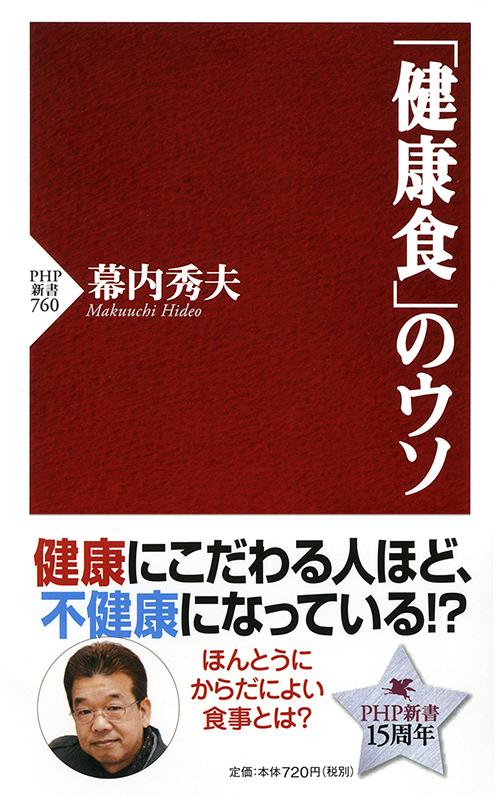 「健康食」のウソ
PHP
新書
760
幕内秀夫
Makuuchi Hideo
健康にこだわる人ほど、
不健康になっている!?
ほんとうに
からだによい
食事とは?
PHP新書
15周年
定価:本体720円(税別)